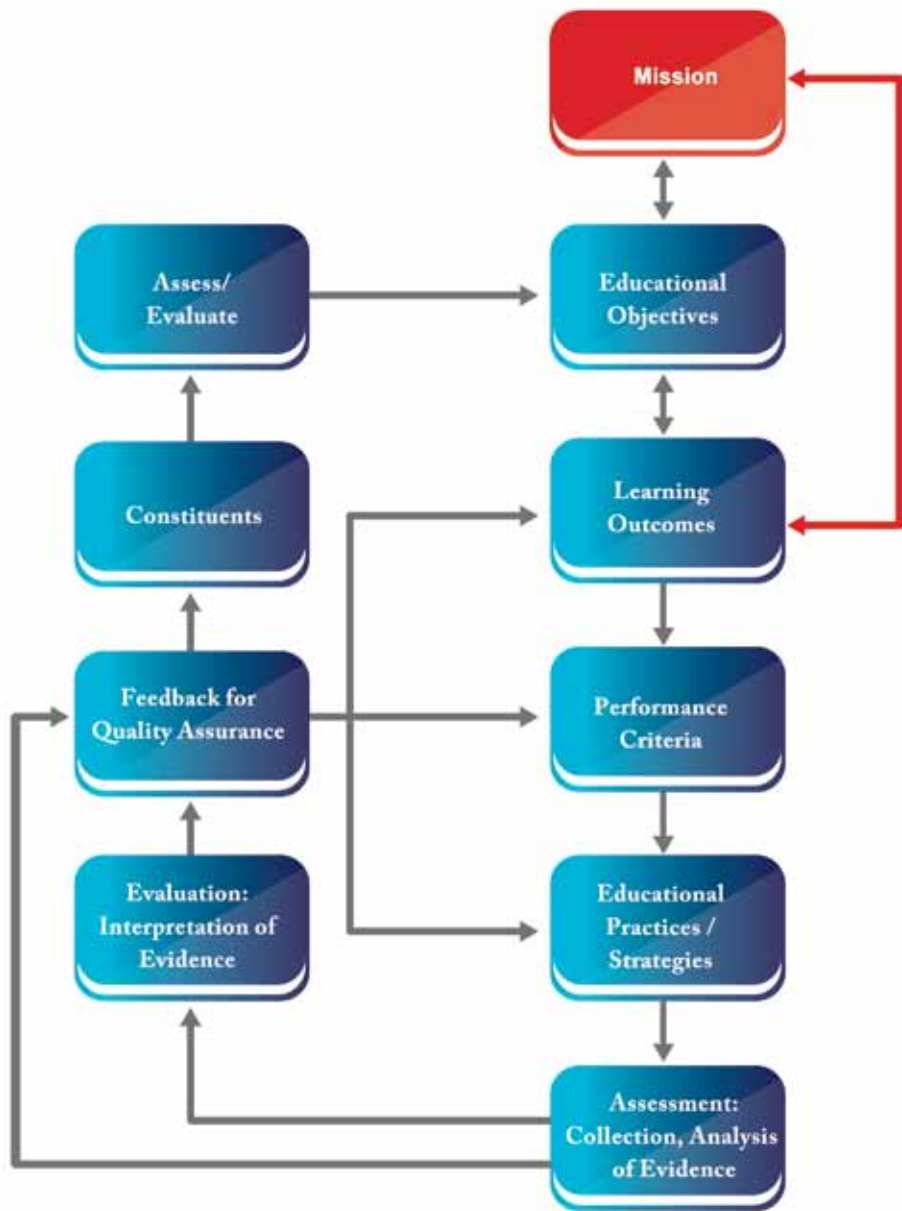 Mission
Assess/
Evaluate
Educational
Objectives
Constituents
Learning
Outcomes
Feedback for
Quality Assurance
Performance
Criteria
Evaluation:
Interpretation of
Evidence
Educational
Practices /
Strategies
Assessment:
Collection, Analysis
of Evidence